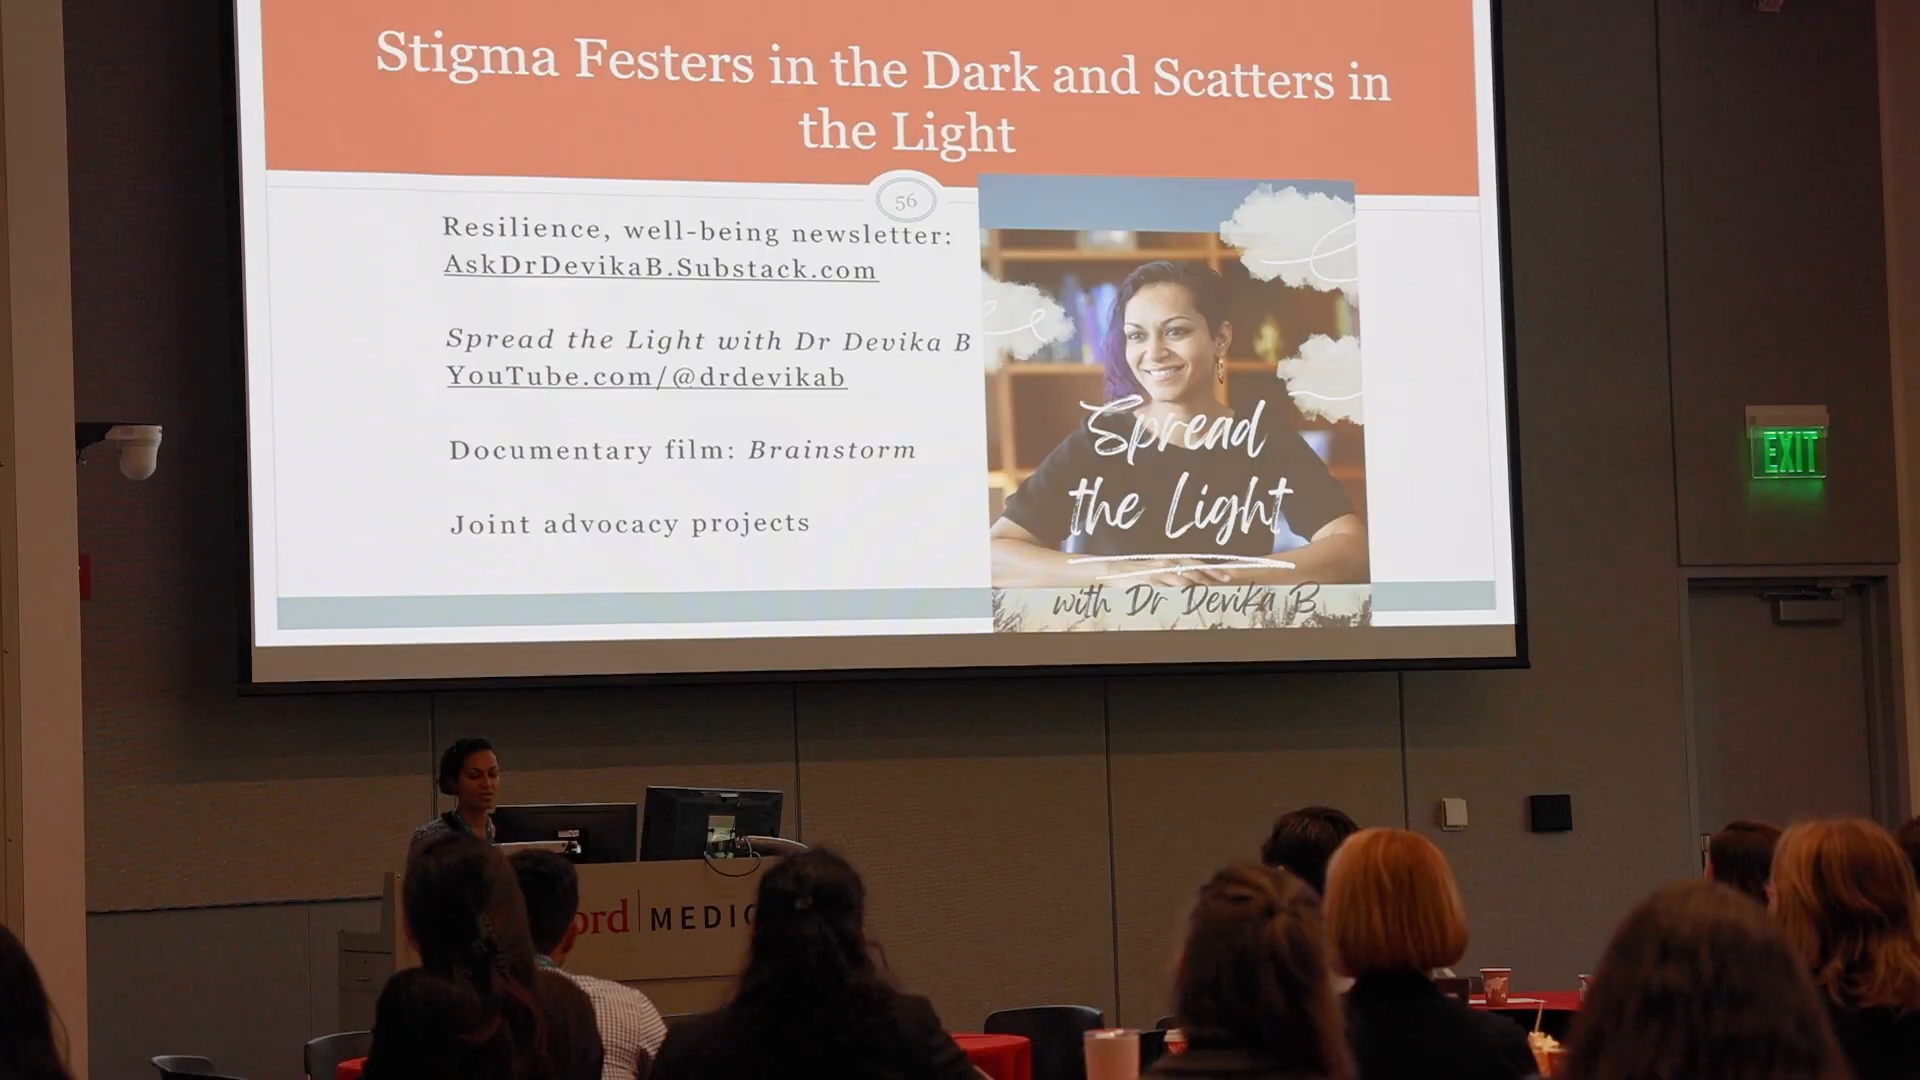 Stigma Festers in the Dark and Scatters in
the Light
56
Resilience, well-being newsletter:
AskDrDevikaB.Substack.com
Spread the Light with Dr Devika B
YouTube.com/@drdevikab
Documentary film: Brainstorm
Joint advocacy projects
Spread
the Light
with Dr Devika B
EXIT